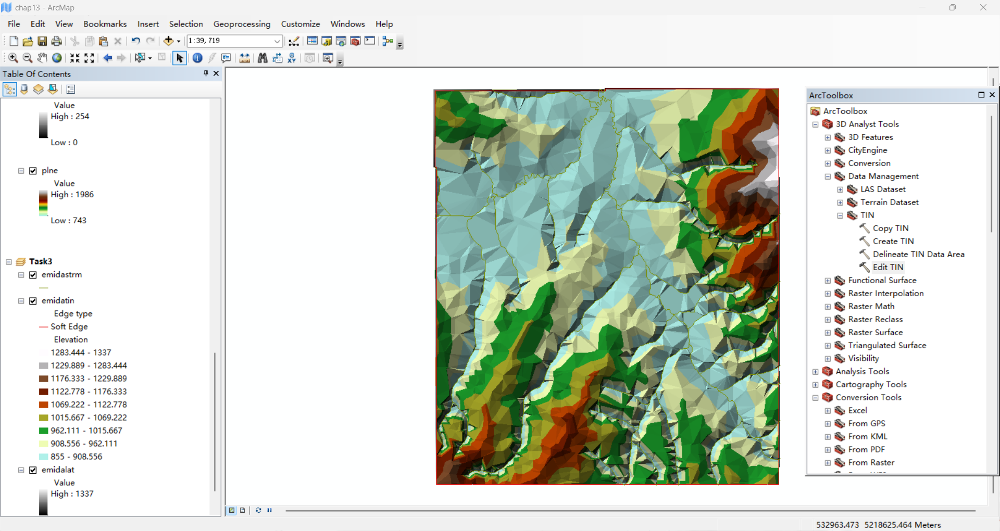 chap13 - ArcMap
File Edit View Bookmarks Insert Selection Geoprocessing Customize Windows Help
1:39, 719
XY
Table Of Contents
Value
High : 254
Low : 0
plne
Value
High : 1986
Low : 743
Task3
emidastrm
emidatin
Edge type
Soft Edge
Elevation
1283.444 - 1337
1229.889 - 1283.444
1176.333 - 1229.889
1122.778 - 1176.333
1069.222 - 1122.778
1015.667 - 1069.222
962.111 - 1015.667
908.556 - 962.111
855 - 908.556
emidalat
Value
High : 1337
ArcToolbox
ArcToolbox
3D Analyst Tools
3D Features
CityEngine
Conversion
Data Management
LAS Dataset
Terrain Dataset
TIN
Copy TIN
Create TIN
Delineate TIN Data Area
Edit TIN
Functional Surface
Raster Interpolation
Raster Math
Raster Reclass
Raster Surface
Triangulated Surface
Visibility
Analysis Tools
Cartography Tools
Conversion Tools
Excel
From GPS
From KML
From PDF
From Raster
532963.473 5218625.464 Meters